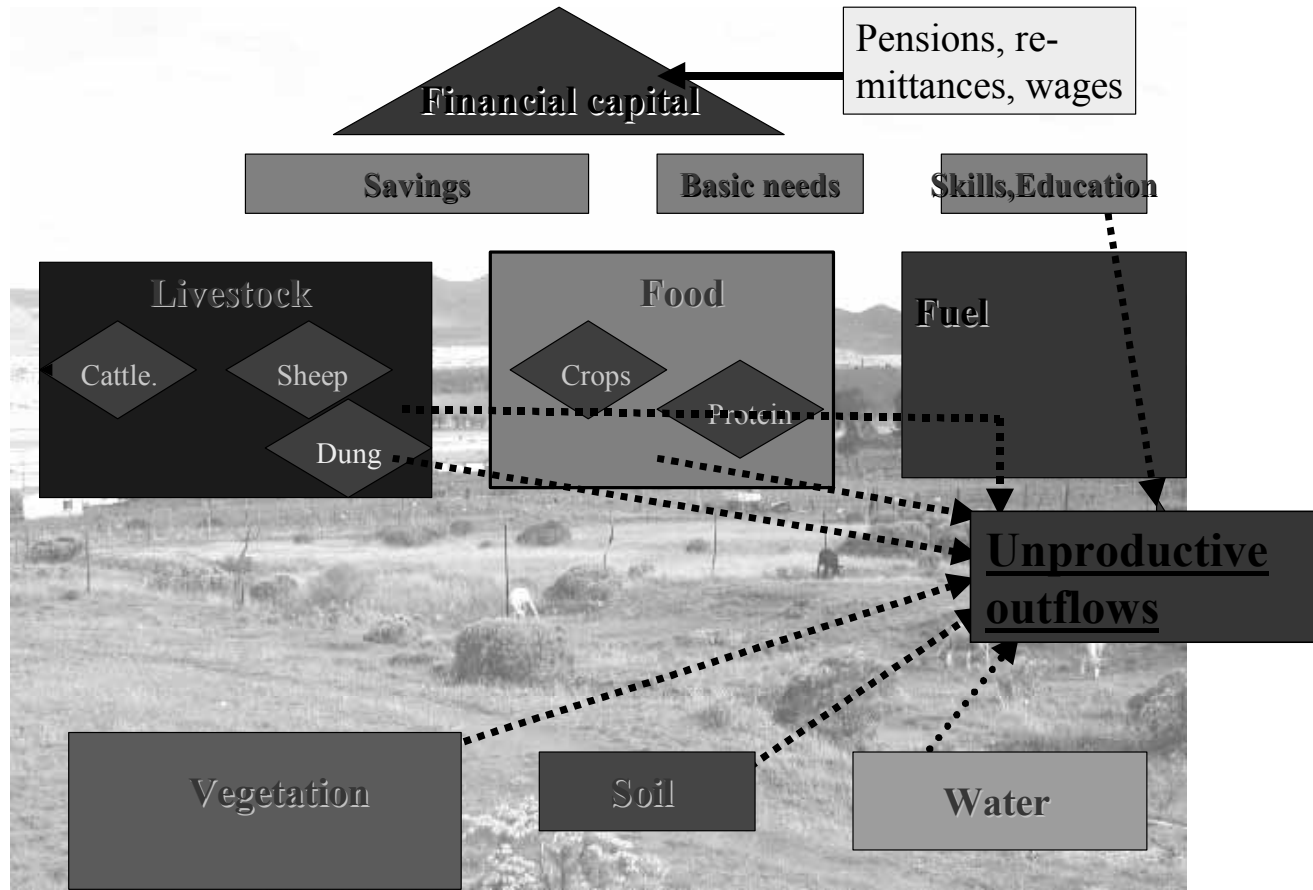 Pensions, re-
mittances, wages
Financial capital
Savings
Basic needs
Skills,Education
Livestock
Food
Fuel
Cattle.
Sheep
Crops
Protein
Dung
Unproductive
outflows
Vegetation
Soil
Water